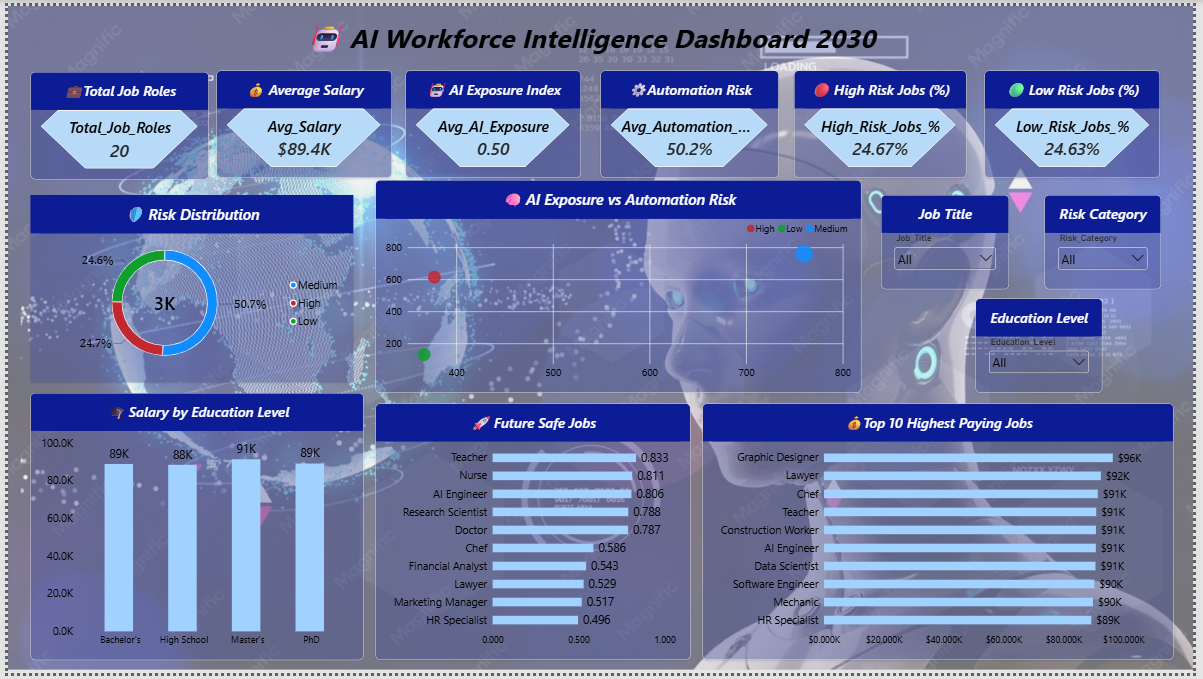 AI Workforce Intelligence Dashboard 2030
LOADING
Total Job Roles
Total_Job_Roles
20
Average Salary
Avg_Salary
$89.4K
AI Exposure Index
Avg_AI_Exposure
0.50
Automation Risk
Avg_Automation_...
50.2%
High Risk Jobs (%)
High_Risk_Jobs_%
24.67%
Low Risk Jobs (%)
Low_Risk_Jobs_%
24.63%
Risk Distribution
24.6%
3K
50.7%
24.7%
Medium
High
Low
AI Exposure vs Automation Risk
High Low Medium
800
600
400
200
400 500 600 700 800
Job Title
Job_Title
All
Risk Category
Risk_Category
All
Education Level
Education_Level
All
Salary by Education Level
100.0K
80.0K
60.0K
40.0K
20.0K
0.0K
89K 88K 91K 89K
Bachelor's High School Master's PhD
Future Safe Jobs
Teacher 0.833
Nurse 0.811
AI Engineer 0.806
Research Scientist 0.788
Doctor 0.787
Chef 0.586
Financial Analyst 0.543
Lawyer 0.529
Marketing Manager 0.517
HR Specialist 0.496
0.000 0.500 1.000
Top 10 Highest Paying Jobs
Graphic Designer $96K
Lawyer $92K
Chef $91K
Teacher $91K
Construction Worker $91K
AI Engineer $91K
Data Scientist $91K
Software Engineer $90K
Mechanic $90K
HR Specialist $89K
$0.000K $20.000K $40.000K $60.000K $80.000K $100.000K
Magnific